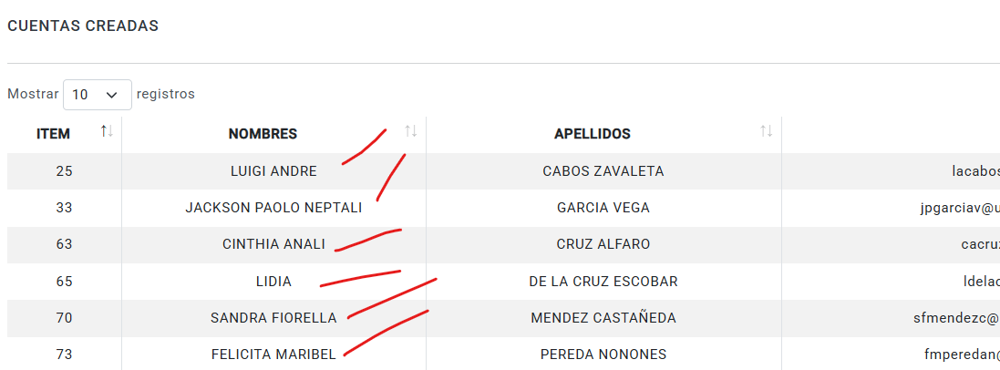 CUENTAS CREADAS
Mostrar 10 registros
ITEM NOMBRES APELLIDOS
25 LUIGI ANDRE CABOS ZAVALETA lacabos
33 JACKSON PAOLO NEPTALI GARCIA VEGA jpgarciav@u
63 CINTHIA ANALI CRUZ ALFARO cacru
65 LIDIA DE LA CRUZ ESCOBAR ldelac
70 SANDRA FIORELLA MENDEZ CASTAÑEDA sfmendezc@
73 FELICITA MARIBEL PEREDA NONONES fmperedan@